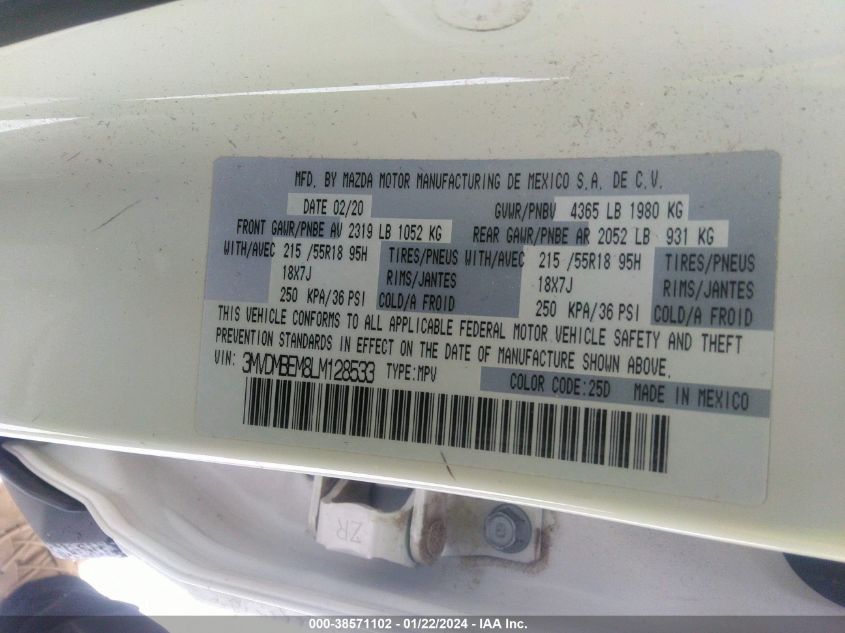 MFD. BY MAZDA MOTOR MANUFACTURING DE MEXICO S.A. DE C.V.
DATE 02/20 GVWR/PNBV 4365 LB 1980 KG
FRONT GAWR/PNBE AV 2319 LB 1052 KG REAR GAWR/PNBE AR 2052 LB 931 KG
WITH/AVEC 215 /55R18 95H TIRES/PNEUS WITH/AVEC 215 /55R18 95H TIRES/PNEUS
18X7J RIMS/JANTES 18X7J RIMS/JANTES
250 KPA/36 PSI COLD/A FROID 250 KPA/36 PSI COLD/A FROID
THIS VEHICLE CONFORMS TO ALL APPLICABLE FEDERAL MOTOR VEHICLE SAFETY AND THEFT
PREVENTION STANDARDS IN EFFECT ON THE DATE OF MANUFACTURE SHOWN ABOVE.
VIN: 3MVDMBEM8LM128533 TYPE:MPV
COLOR CODE:25D MADE IN MEXICO
ZR
000-38571102 - 01/22/2024 - IAA Inc.